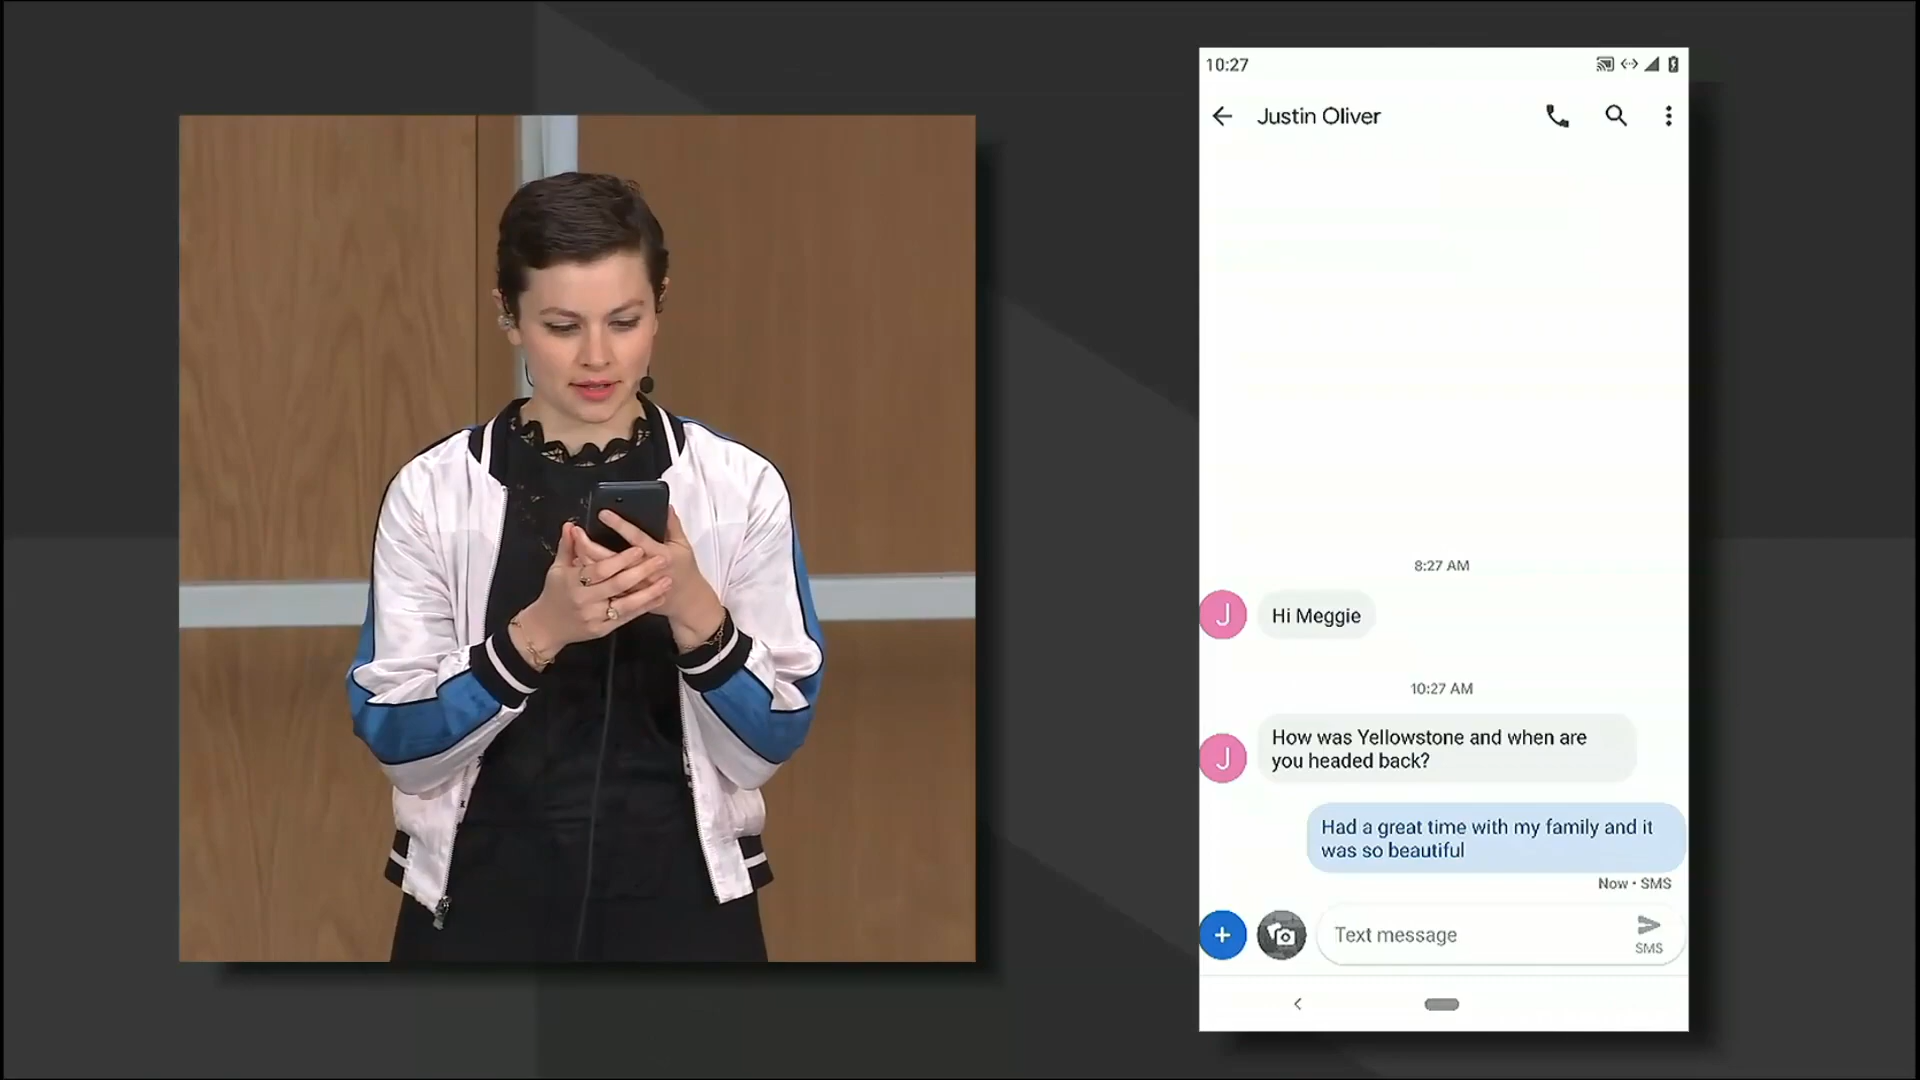 10:27
Justin Oliver
8:27 AM
J
Hi Meggie
10:27 AM
J
How was Yellowstone and when are
you headed back?
Had a great time with my family and it
was so beautiful
Now • SMS
+
Text message
SMS